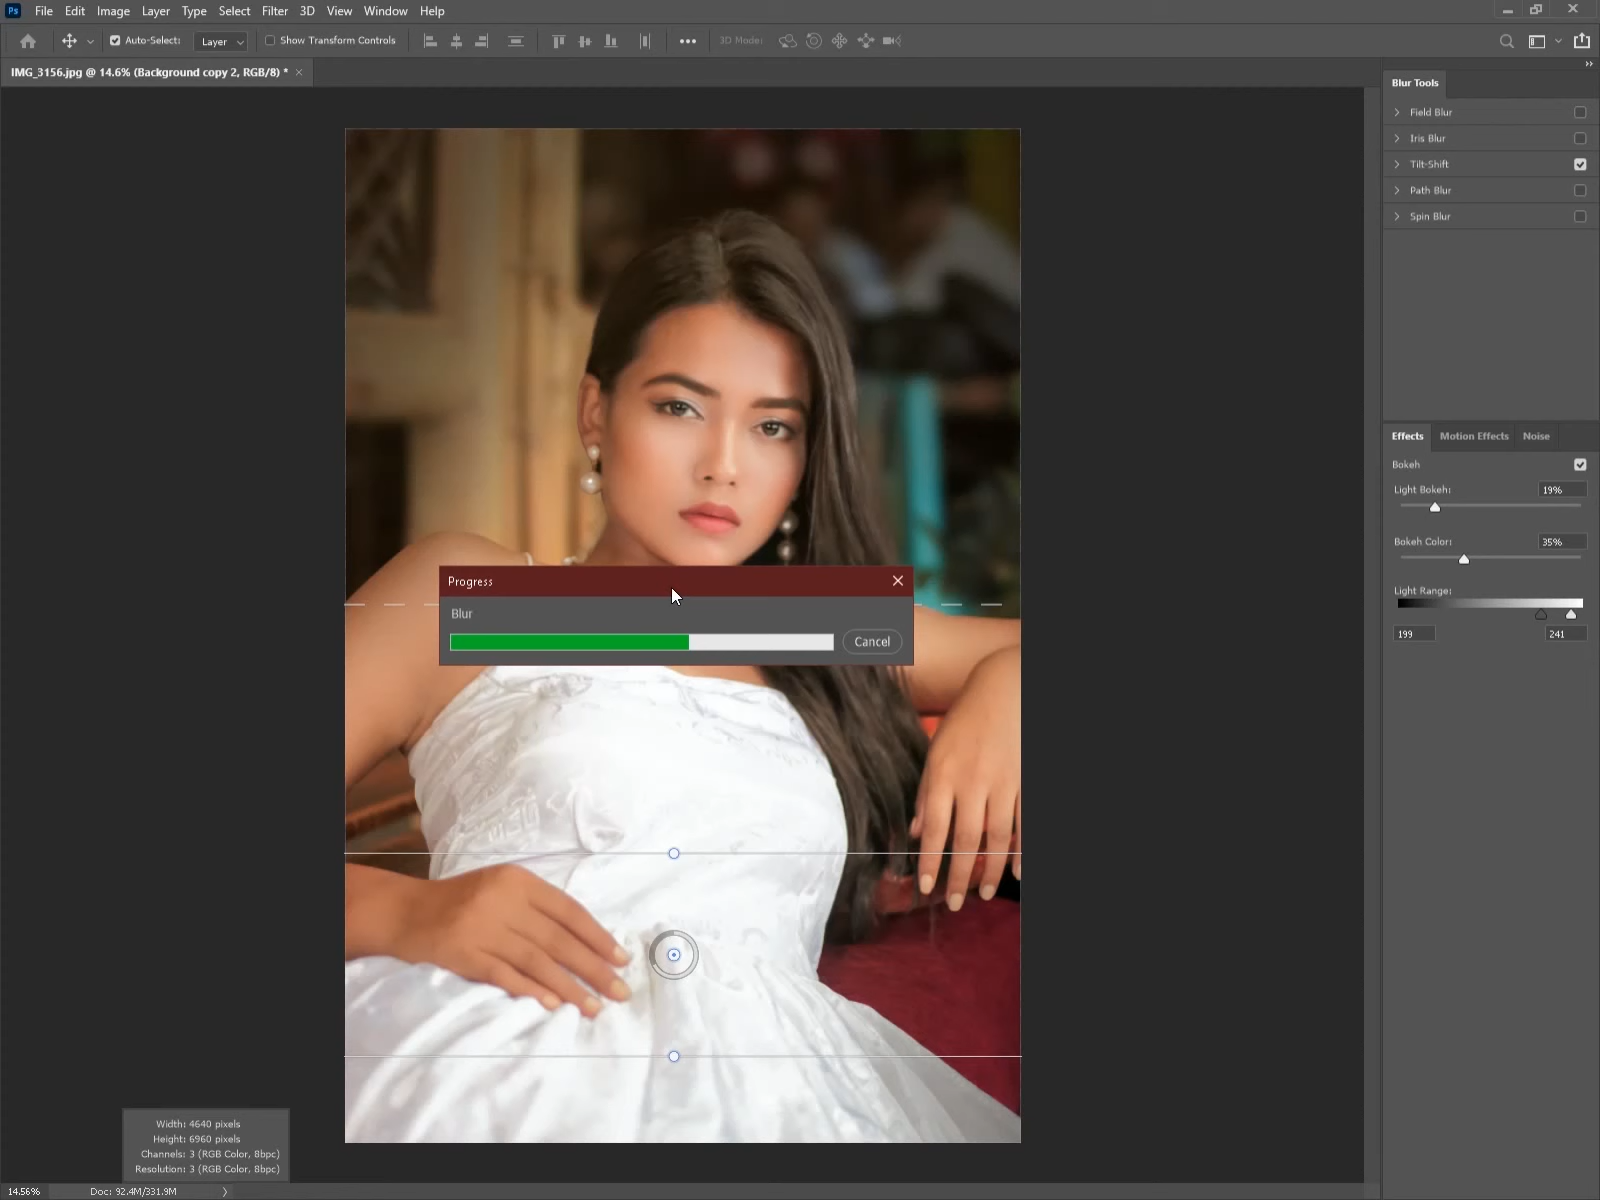 Ps File Edit Image Layer Type Select Filter 3D View Window Help
Auto-Select: Layer Show Transform Controls 3D Mode:
IMG_3156.jpg @ 14.6% (Background copy 2, RGB/8) *
Blur Tools
Field Blur
Iris Blur
Tilt-Shift
Path Blur
Spin Blur
Effects Motion Effects Noise
Bokeh
Light Bokeh: 19%
Bokeh Color: 35%
Light Range:
199 241
Progress
Blur
Cancel
Width: 4640 pixels
Height: 6960 pixels
Channels: 3 (RGB Color, 8bpc)
Resolution: 3 (RGB Color, 8bpc)
14.56% Doc: 92.4M/331.9M